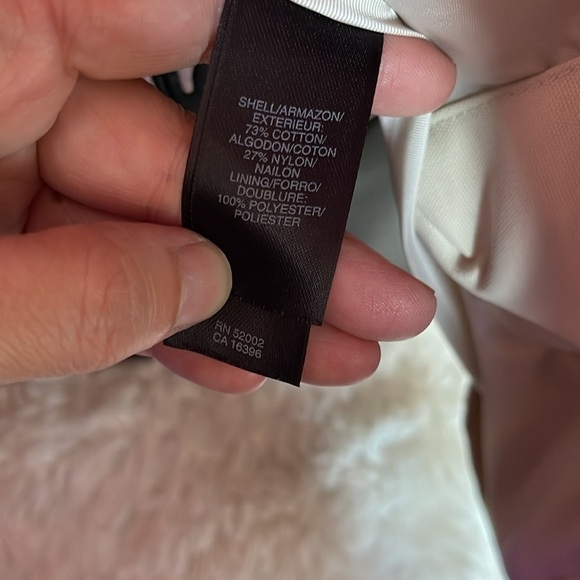 SHELL/ARMAZON/
EXTERIEUR:
73% COTTON/
ALGODON/COTON
27% NYLON/
NAILON
LINING/FORRO/
DOUBLURE:
100% POLYESTER/
POLIESTER
RN 52002
CA 16396